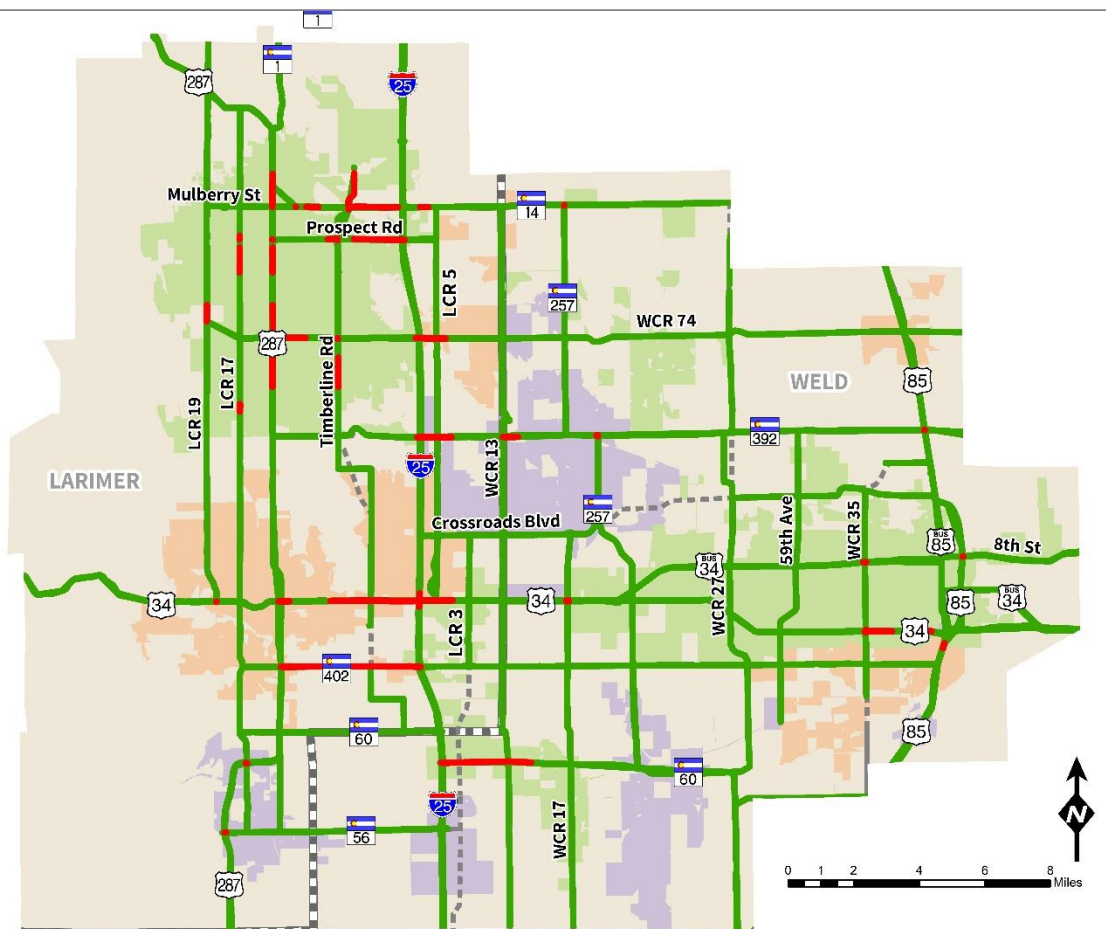 1
287
1
25
Mulberry St
14
Prospect Rd
LCR 5
257
WCR 74
287
LCR 17
Timberline Rd
WELD
85
LCR 19
392
WCR 13
25
LARIMER
257
Crossroads Blvd
59th Ave
WCR 35
BUS
85
8th St
BUS
34
WCR 27
34
34
LCR 3
85
BUS
34
34
402
60
85
60
25
WCR 17
56
N
287
0 2 4 6 8
Miles